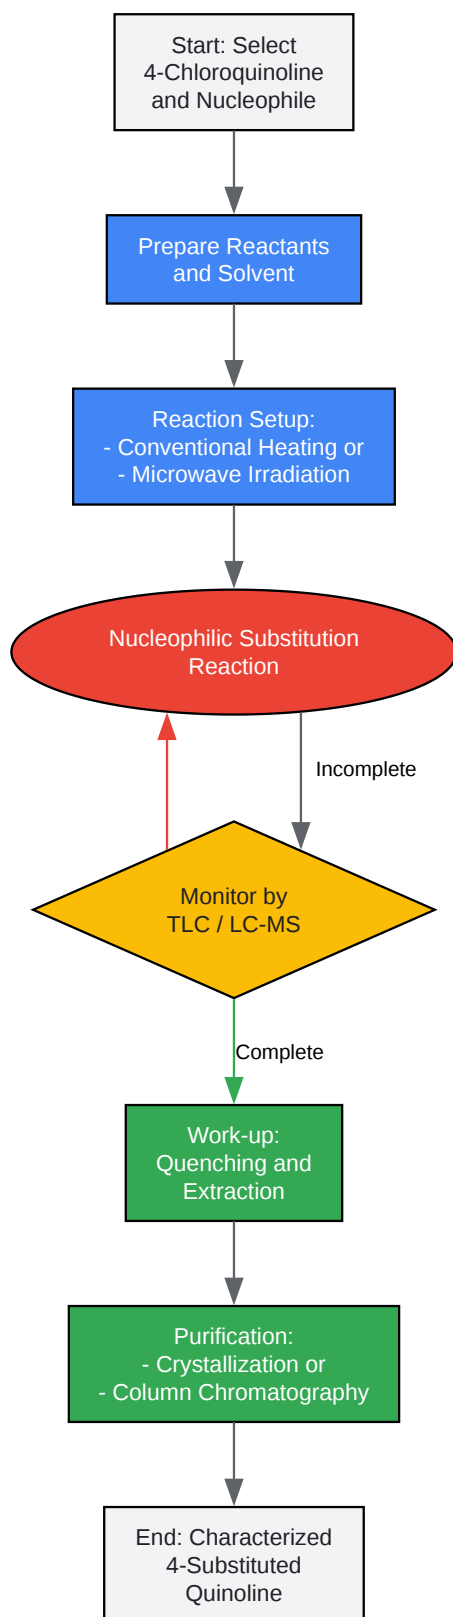 Start: Select
4-Chloroquinoline
and Nucleophile
Prepare Reactants
and Solvent
Reaction Setup:
- Conventional Heating or
- Microwave Irradiation
Nucleophilic Substitution
Reaction
Incomplete
Monitor by
TLC / LC-MS
Complete
Work-up:
Quenching and
Extraction
Purification:
- Crystallization or
- Column Chromatography
End: Characterized
4-Substituted
Quinoline